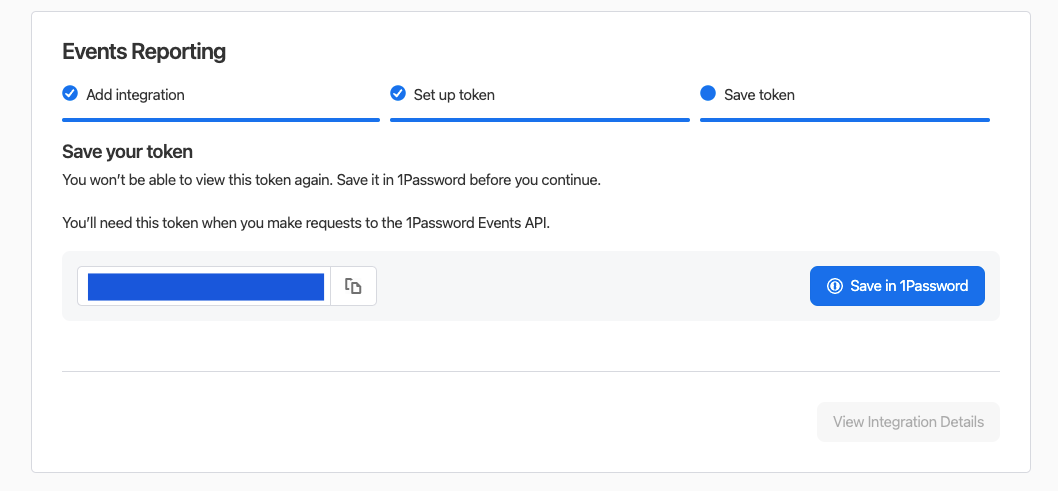 Events Reporting
Add integration
Set up token
Save token
Save your token
You won’t be able to view this token again. Save it in 1Password before you continue.
You’ll need this token when you make requests to the 1Password Events API.
Save in 1Password
View Integration Details